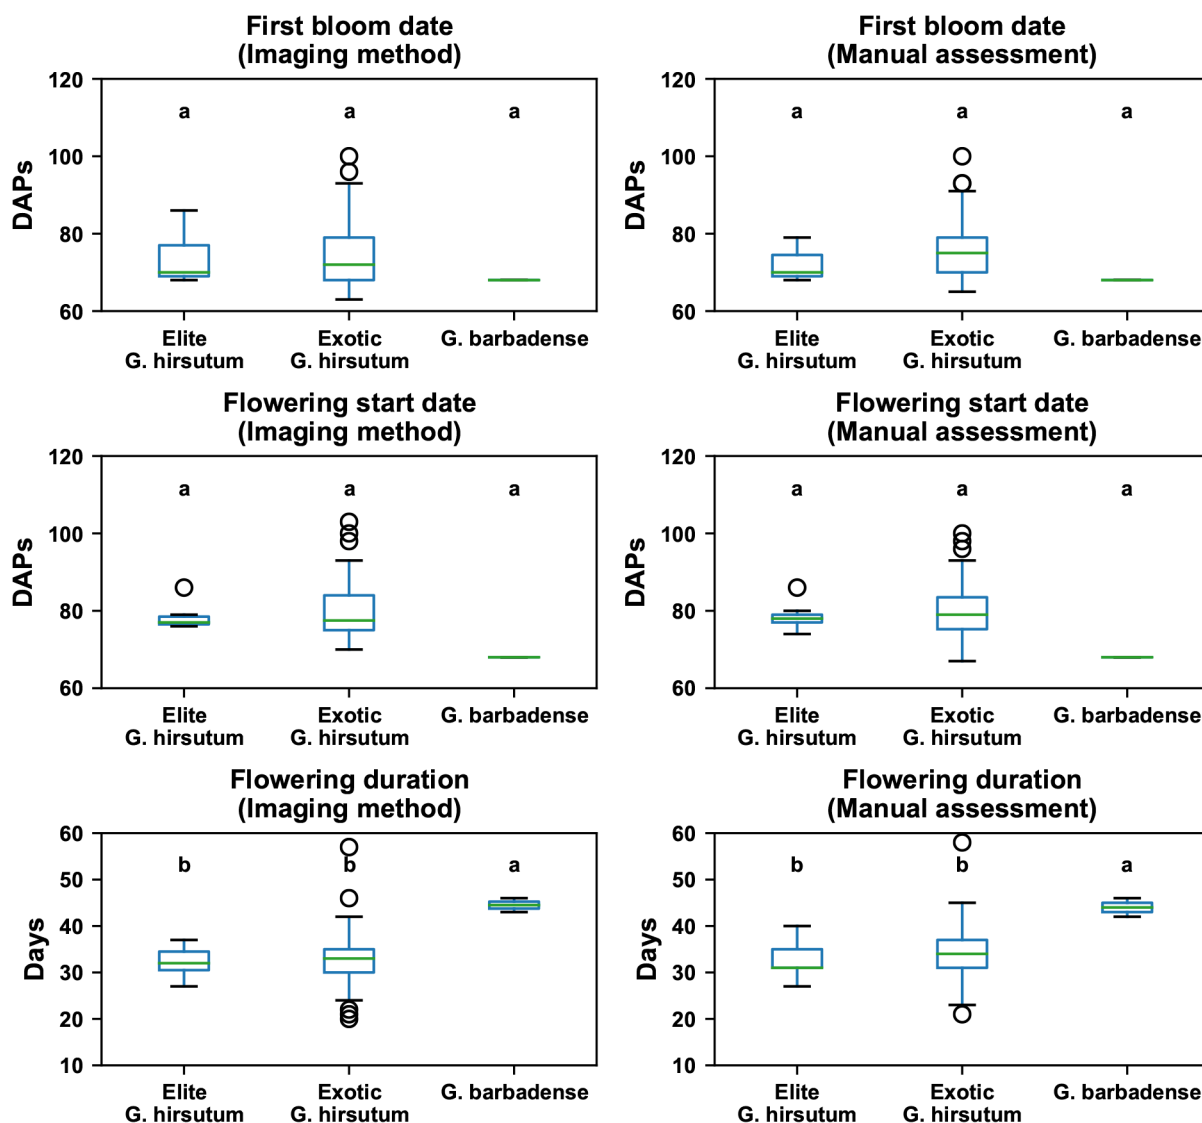 First bloom date
(Imaging method)
120
100
80
60
DAPs
a a a
Elite
G. hirsutum
Exotic
G. hirsutum
G. barbadense
First bloom date
(Manual assessment)
120
100
80
60
DAPs
a a a
Elite
G. hirsutum
Exotic
G. hirsutum
G. barbadense
Flowering start date
(Imaging method)
120
100
80
60
DAPs
a a a
Elite
G. hirsutum
Exotic
G. hirsutum
G. barbadense
Flowering start date
(Manual assessment)
120
100
80
60
DAPs
a a a
Elite
G. hirsutum
Exotic
G. hirsutum
G. barbadense
Flowering duration
(Imaging method)
60
50
40
30
20
10
Days
b b a
Elite
G. hirsutum
Exotic
G. hirsutum
G. barbadense
Flowering duration
(Manual assessment)
60
50
40
30
20
10
Days
b b a
Elite
G. hirsutum
Exotic
G. hirsutum
G. barbadense